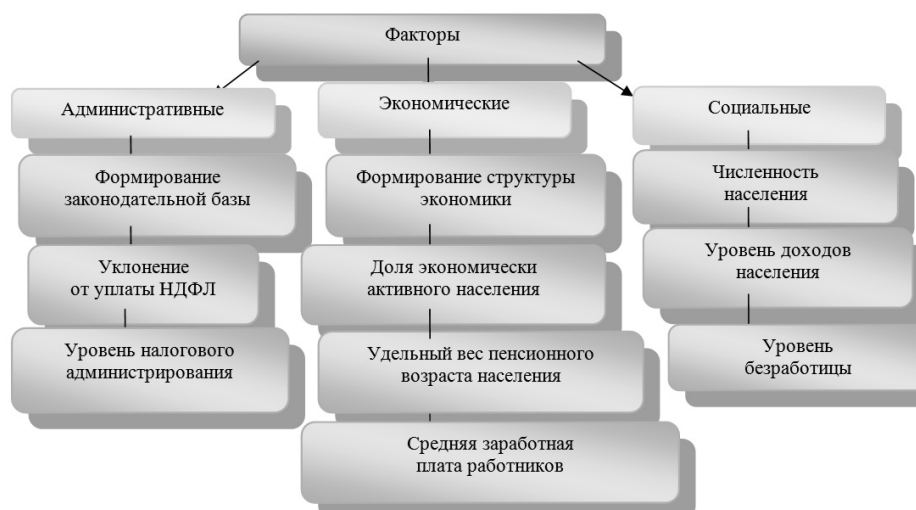 Факторы
Административные
Формирование
законодательной базы
Уклонение
от уплаты НДФЛ
Уровень налогового
администрирования
Экономические
Формирование структуры
экономики
Доля экономически
активного населения
Удельный вес пенсионного
возраста населения
Средняя заработная
плата работников
Социальные
Численность
населения
Уровень доходов
населения
Уровень
безработицы